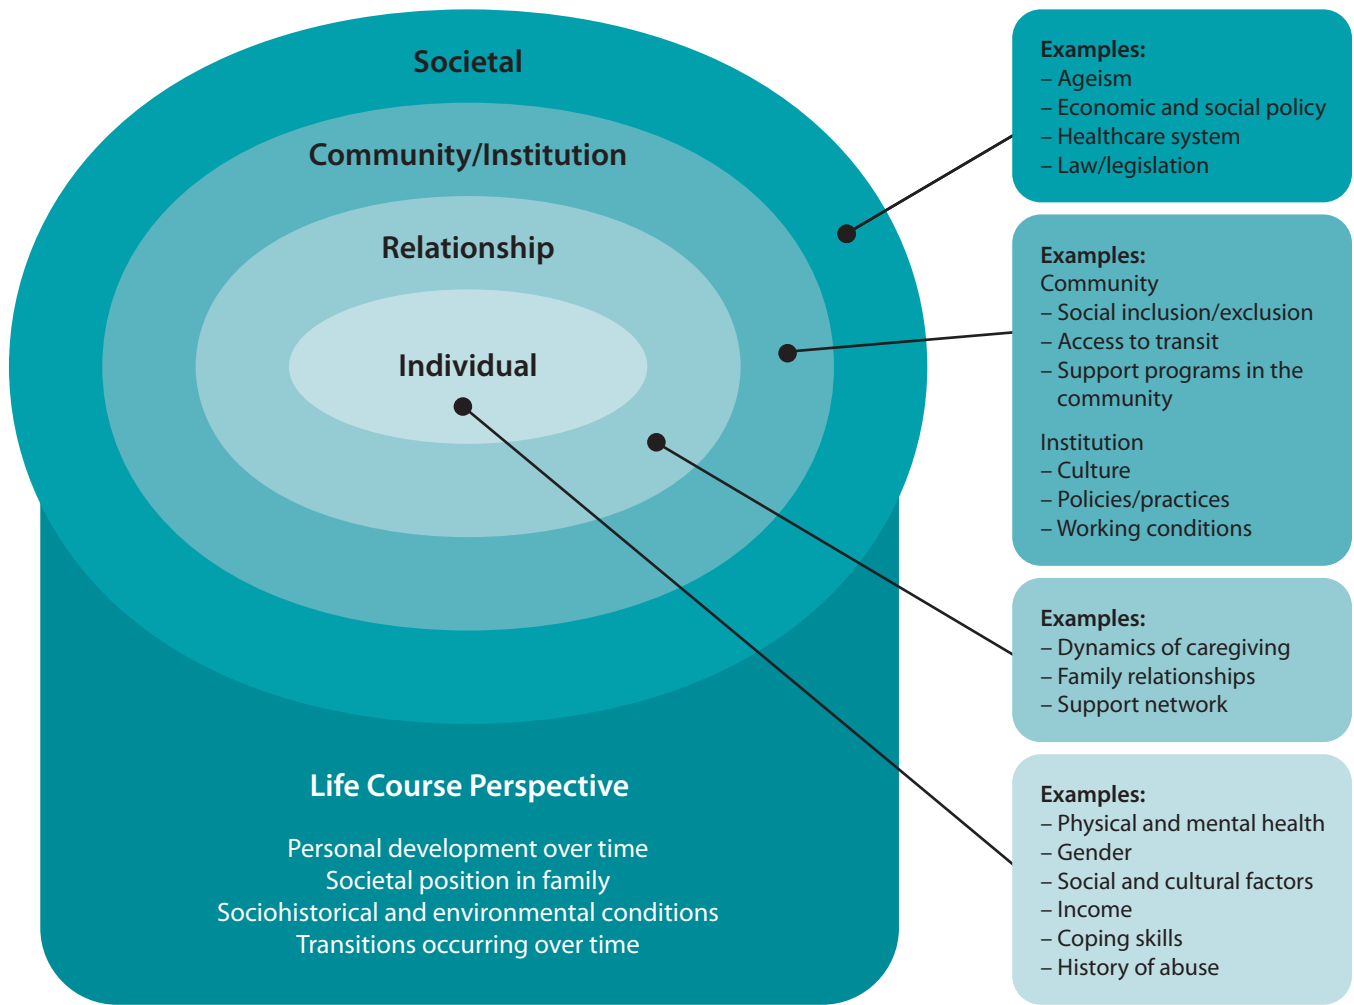 Societal
Community/Institution
Relationship
Individual
Life Course Perspective
Personal development over time
Societal position in family
Sociohistorical and environmental conditions
Transitions occurring over time
Examples:
– Ageism
– Economic and social policy
– Healthcare system
– Law/legislation
Examples:
Community
– Social inclusion/exclusion
– Access to transit
– Support programs in the
community
Institution
– Culture
– Policies/practices
– Working conditions
Examples:
– Dynamics of caregiving
– Family relationships
– Support network
Examples:
– Physical and mental health
– Gender
– Social and cultural factors
– Income
– Coping skills
– History of abuse